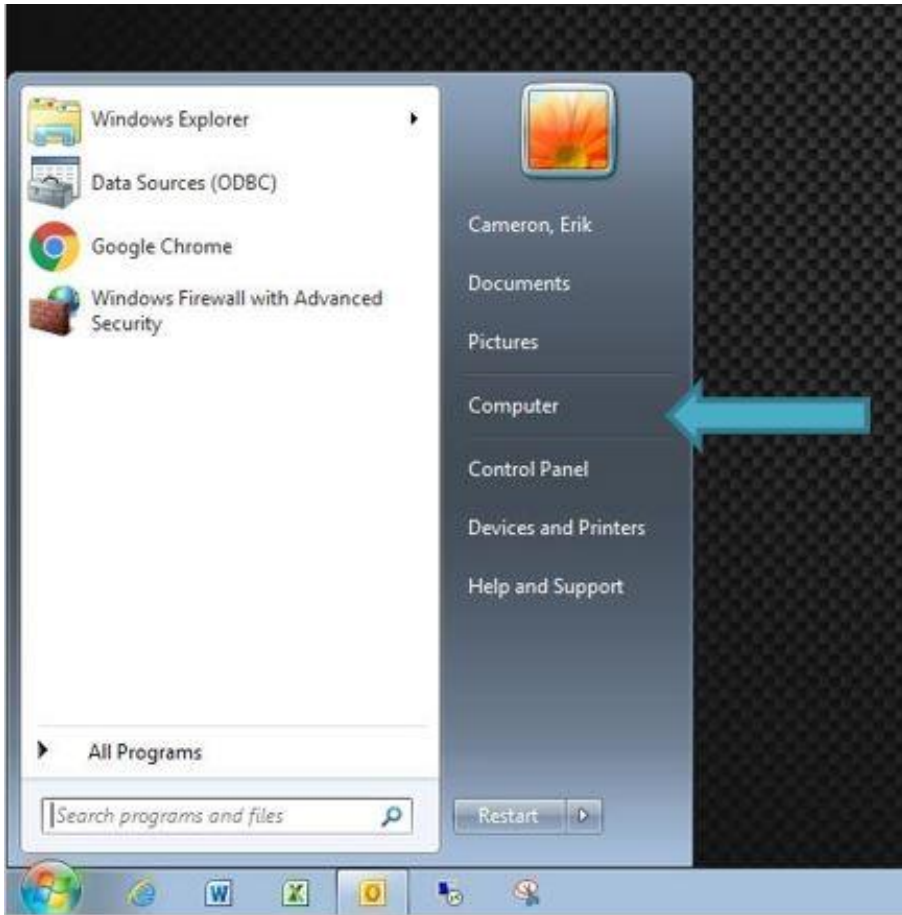 Windows Explorer
Data Sources (ODBC)
Google Chrome
Windows Firewall with Advanced
Security
All Programs
Search programs and files
Cameron, Erik
Documents
Pictures
Computer
Control Panel
Devices and Printers
Help and Support
Restart